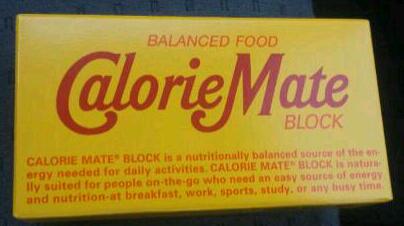 BALANCED FOOD
CalorieMate
BLOCK
CALORIE MATE® BLOCK is a nutritionally balanced source of the en-
ergy needed for daily activities. CALORIE MATE® BLOCK is natura-
lly suited for people on-the-go who need an easy source of energy
and nutrition-at breakfast, work, sports, study, or any busy time.